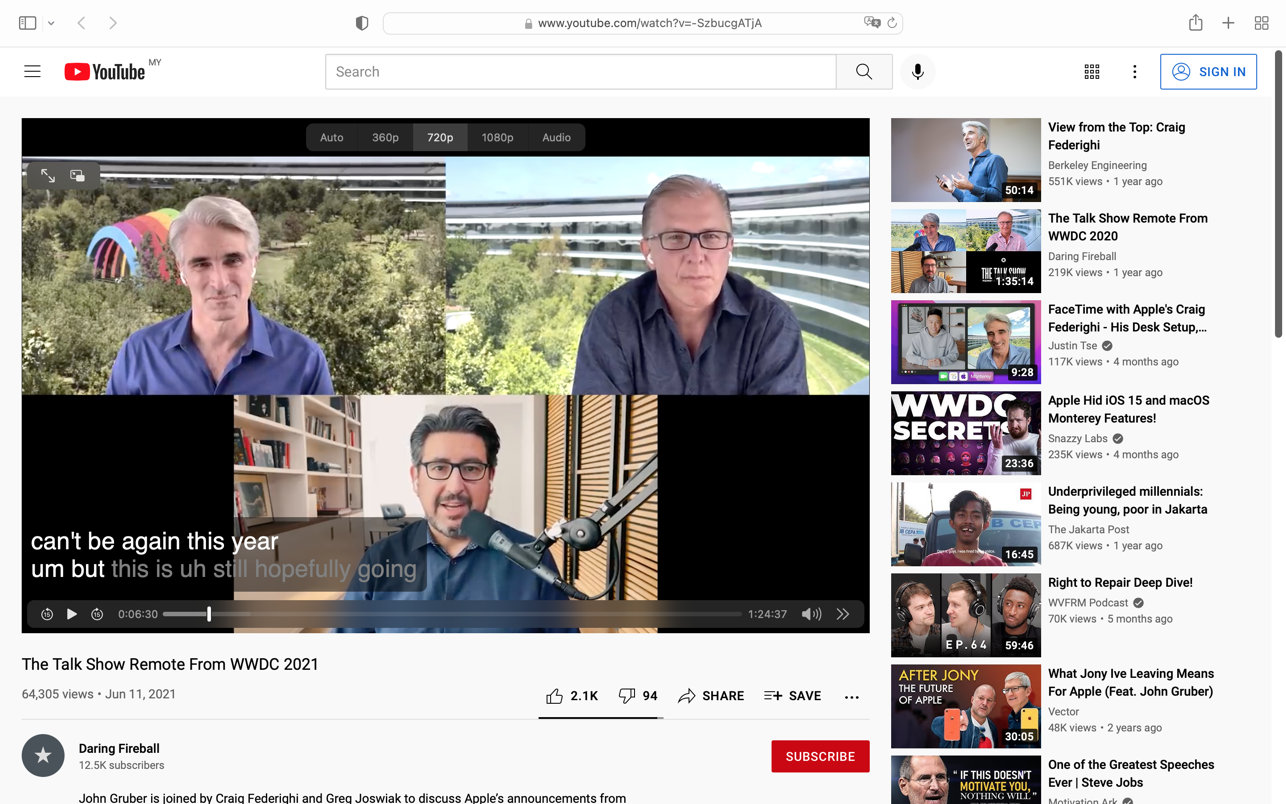 www.youtube.com/watch?v=-SzbucgATjA
YouTube MY
Search
SIGN IN
Auto 360p 720p 1080p Audio
can't be again this year
um but this is uh still hopefully going
0:06:30 1:24:37
The Talk Show Remote From WWDC 2021
64,305 views • Jun 11, 2021
2.1K 94 SHARE SAVE
Daring Fireball
12.5K subscribers
SUBSCRIBE
John Gruber is joined by Craig Federighi and Greg Joswiak to discuss Apple's announcements from
50:14
View from the Top: Craig
Federighi
Berkeley Engineering
551K views • 1 year ago
THE TALK SHOW
1:35:14
The Talk Show Remote From
WWDC 2020
Daring Fireball
219K views • 1 year ago
9:28
FaceTime with Apple's Craig
Federighi - His Desk Setup,...
Justin Tse
117K views • 4 months ago
WWDC
SECRETS
23:36
Apple Hid iOS 15 and macOS
Monterey Features!
Snazzy Labs
235K views • 4 months ago
JP
16:45
Underprivileged millennials:
Being young, poor in Jakarta
The Jakarta Post
687K views • 1 year ago
EP.64
59:46
Right to Repair Deep Dive!
WVFRM Podcast
70K views • 5 months ago
AFTER JONY
THE FUTURE
OF APPLE
30:05
What Jony Ive Leaving Means
For Apple (Feat. John Gruber)
Vector
48K views • 2 years ago
"IF THIS DOESN'T
MOTIVATE YOU,
NOTHING WILL"
One of the Greatest Speeches
Ever | Steve Jobs
Motivation Ark